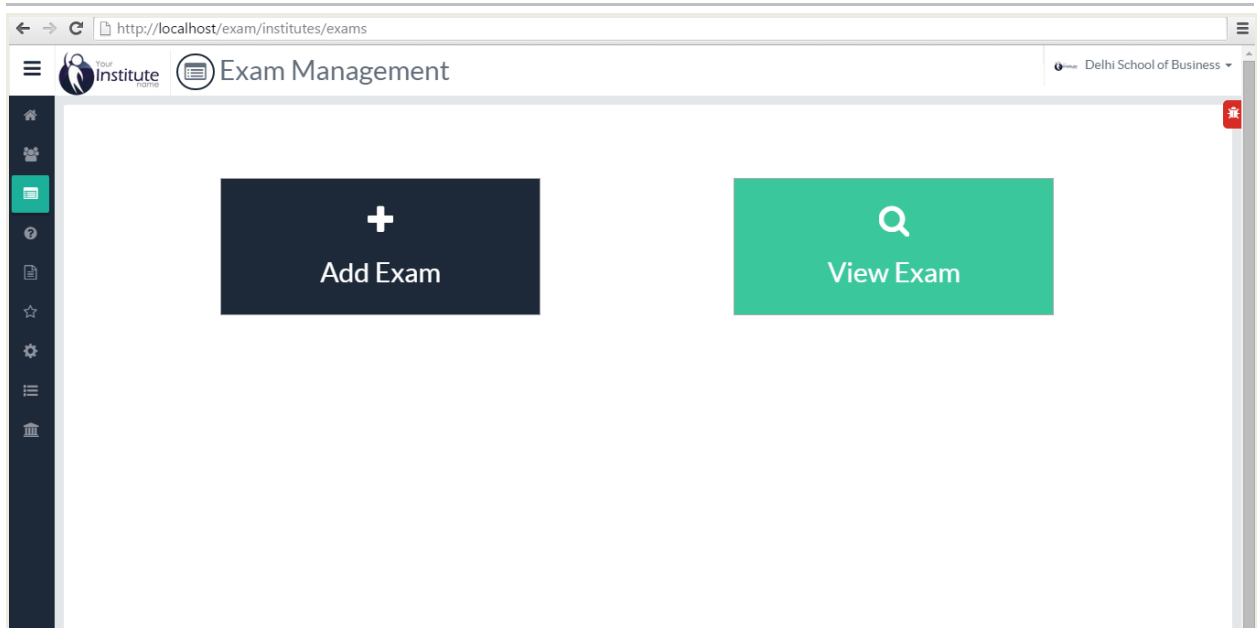 http://localhost/exam/institutes/exams
Your
Institute
name
Exam Management
Delhi School of Business
Add Exam
View Exam